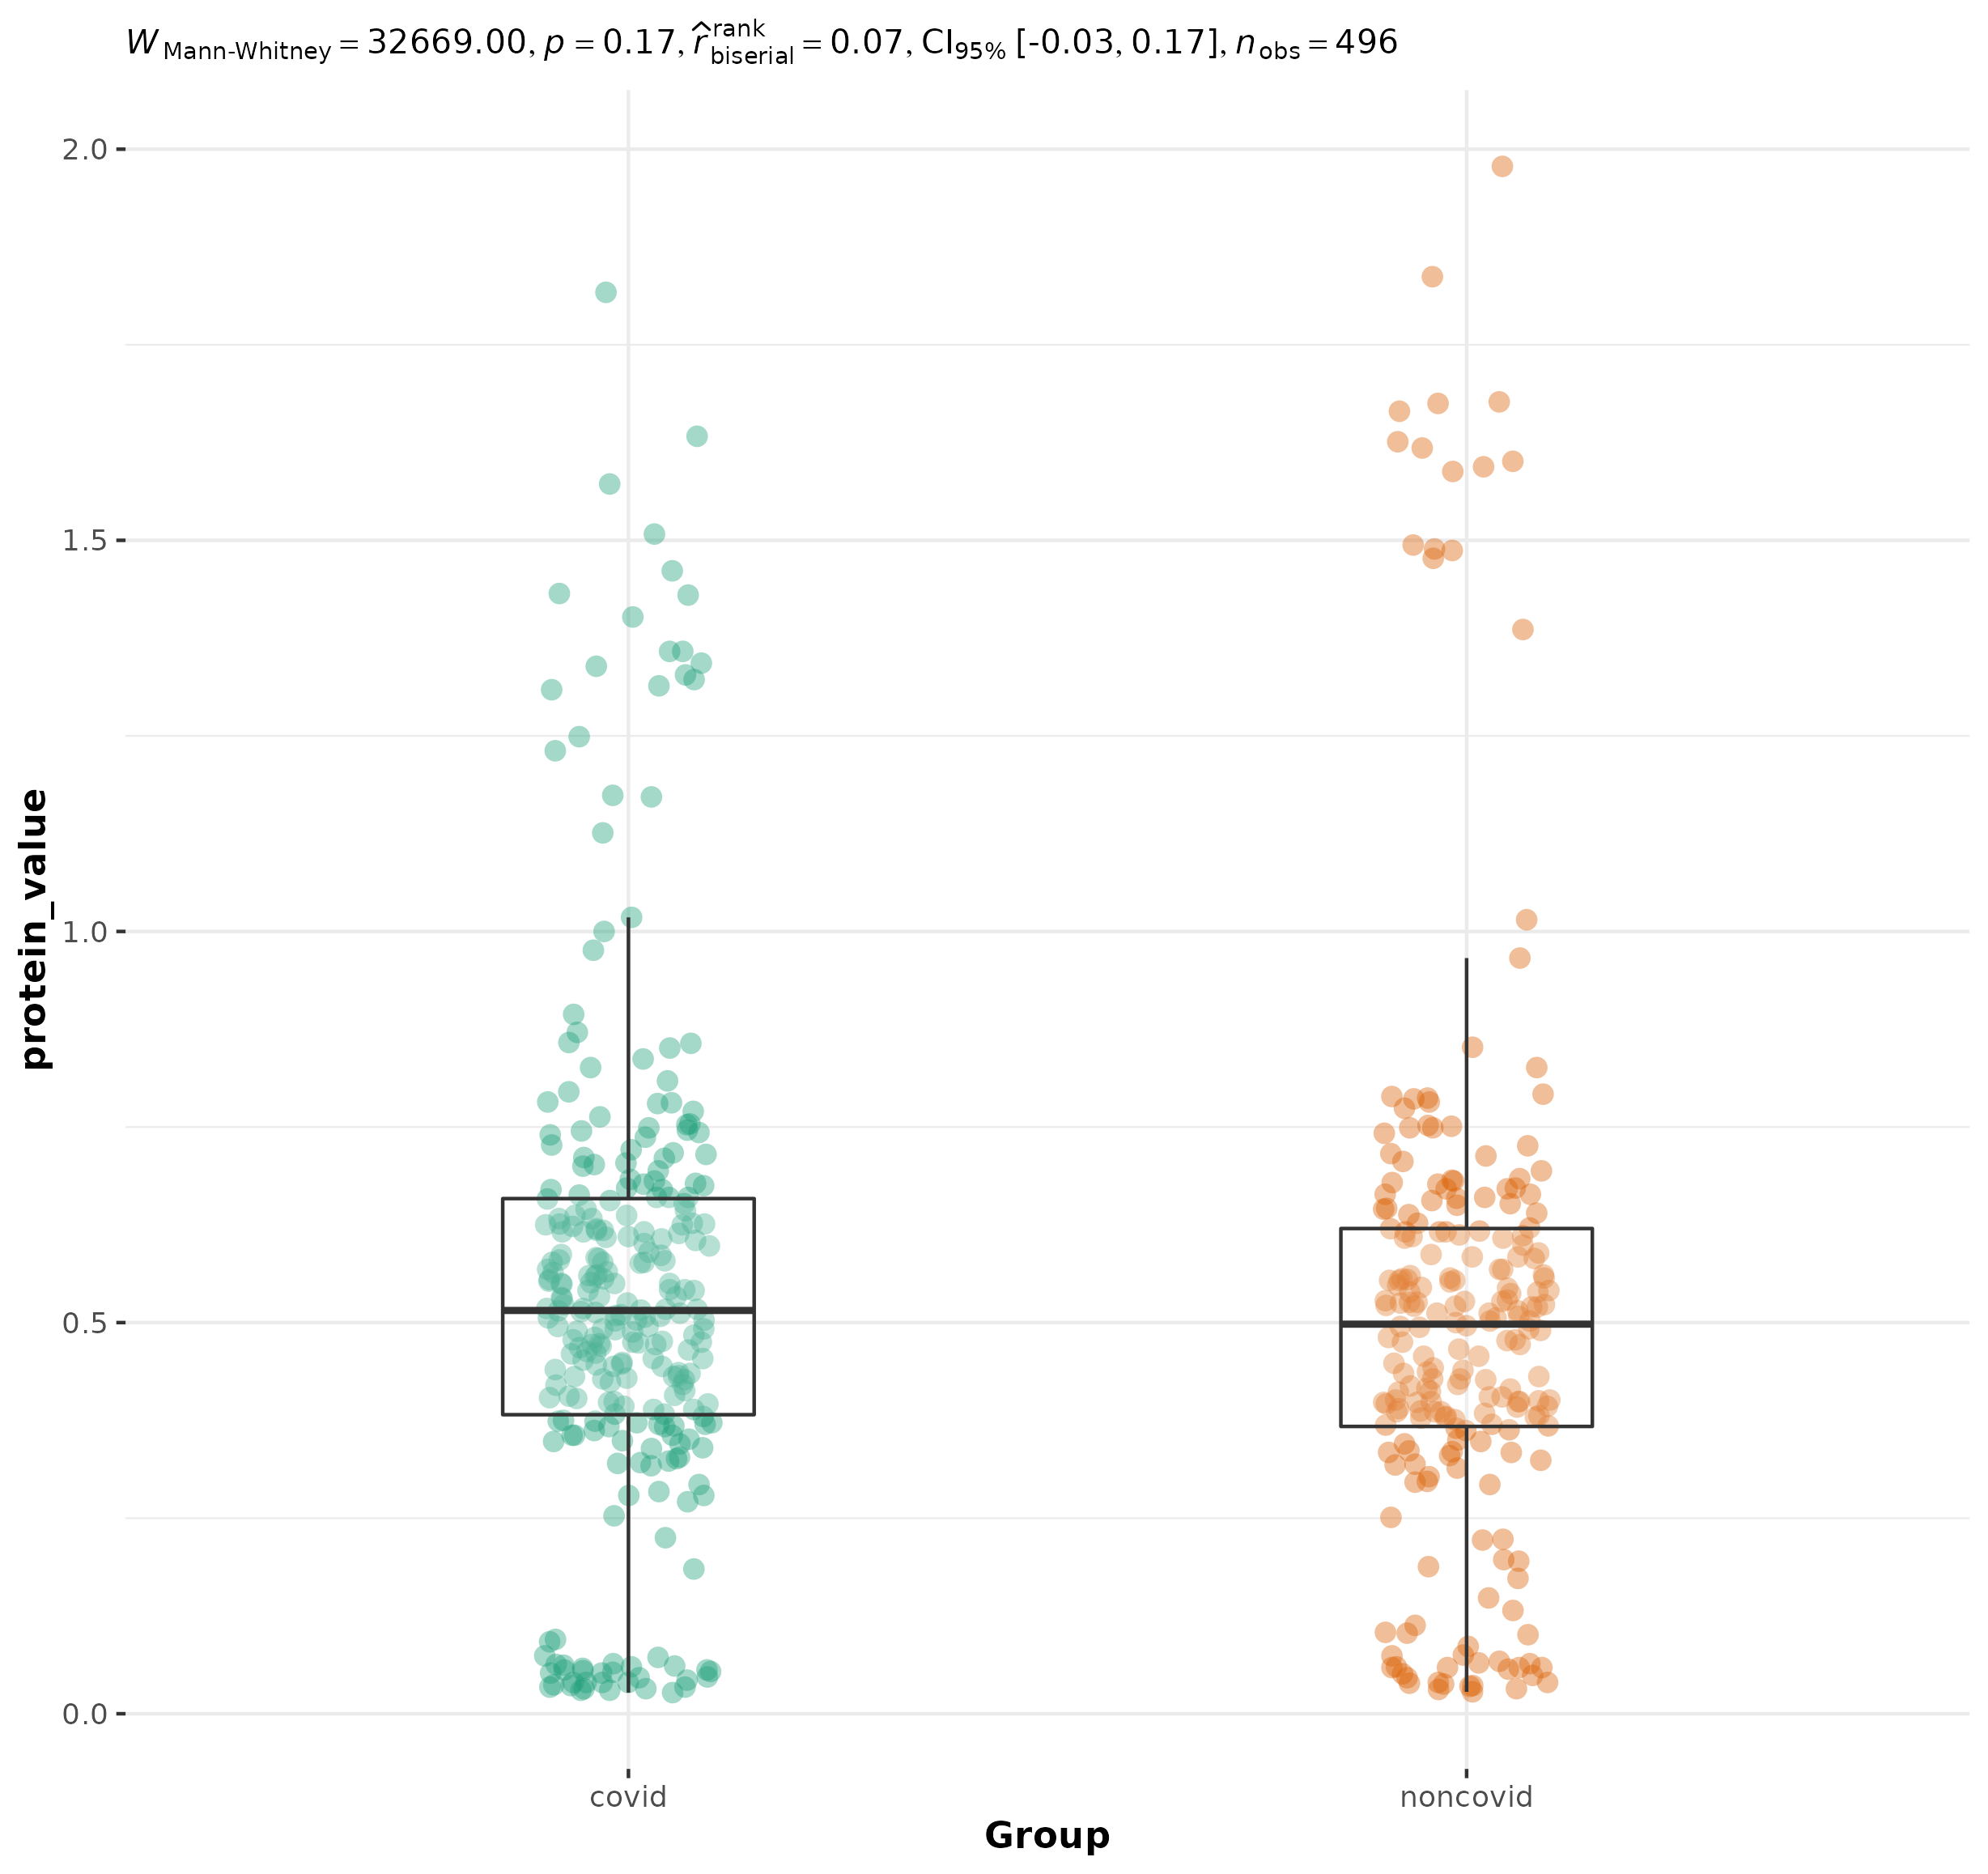 W Mann-Whitney = 32669.00, p = 0.17, r̂ rank biserial = 0.07, CI95% [-0.03, 0.17], nobs = 496
2.0
1.5
1.0
0.5
0.0
protein_value
covid noncovid
Group